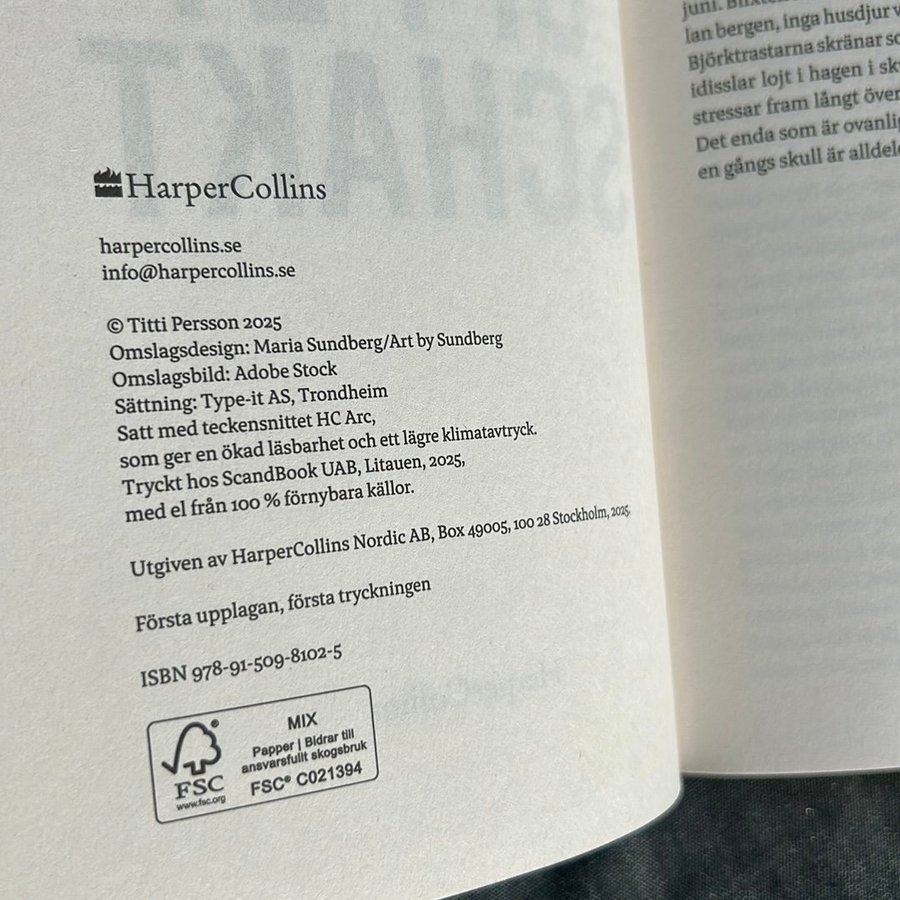 HarperCollins
harpercollins.se
info@harpercollins.se
© Titti Persson 2025
Omslagsdesign: Maria Sundberg/Art by Sundberg
Omslagsbild: Adobe Stock
Sättning: Type-it AS, Trondheim
Satt med teckensnittet HC Arc,
som ger en ökad läsbarhet och ett lägre klimatavtryck.
Tryckt hos ScandBook UAB, Litauen, 2025,
med el från 100 % förnybara källor.
Utgiven av HarperCollins Nordic AB, Box 49005, 100 28 Stockholm, 2025.
Första upplagan, första tryckningen
ISBN 978-91-509-8102-5
FSC®
www.fsc.org
MIX
Papper | Bidrar till
ansvarsfullt skogsbruk
FSC® C021394
juni.
lan bergen, inga husdjur
Björktrastarna skränar
idisslar lojt i hagen i
stressar fram långt över
Det enda som är
en gångs skull är